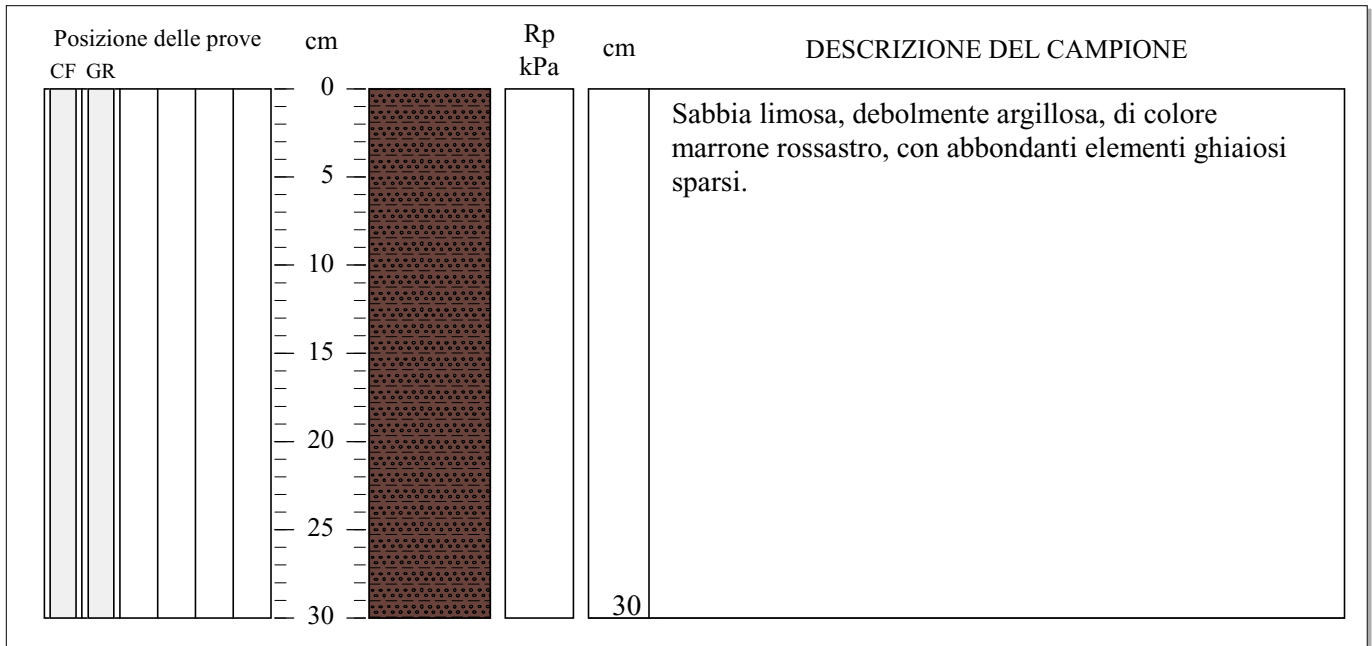 Posizione delle prove
CF GR
cm
Rp
kPa
cm
DESCRIZIONE DEL CAMPIONE
0
5
10
15
20
25
30
30
Sabbia limosa, debolmente argillosa, di colore
marrone rossastro, con abbondanti elementi ghiaiosi
sparsi.